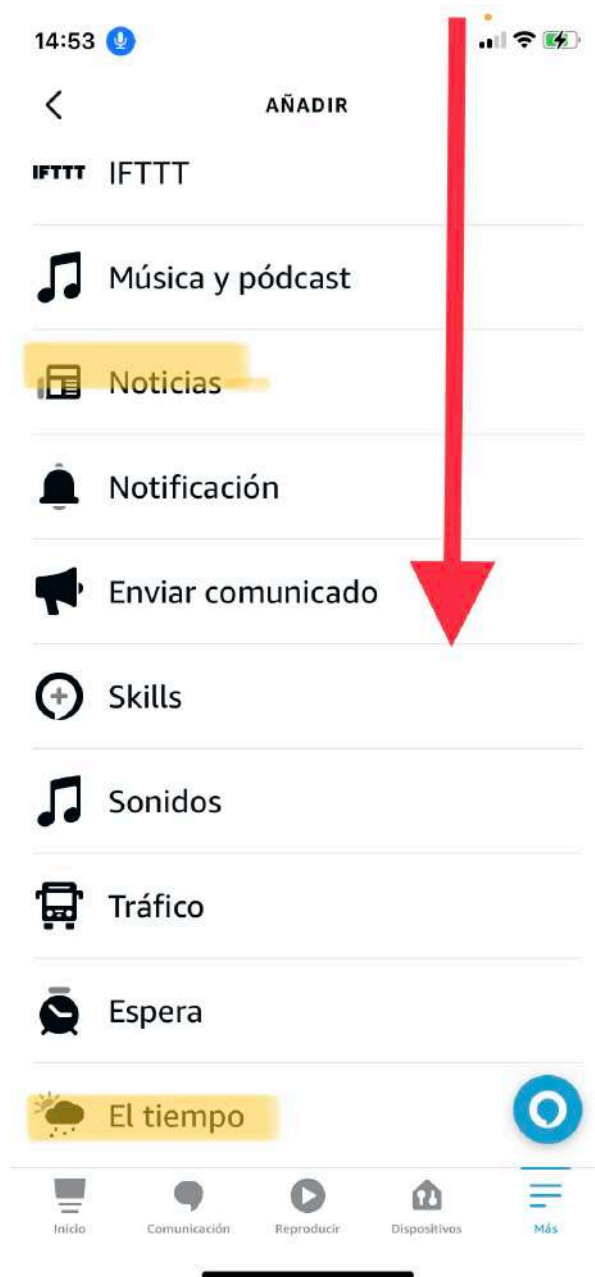 14:53
AÑADIR
IFTTT IFTTT
Música y pódcast
Noticias
Notificación
Enviar comunicado
Skills
Sonidos
Tráfico
Espera
El tiempo
Inicio Comunicación Reproducir Dispositivos Más